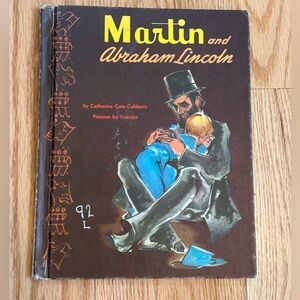 Martin and
Abraham Lincoln
By Catherine Cate Coblentz
Pictures by Trientja
92
L